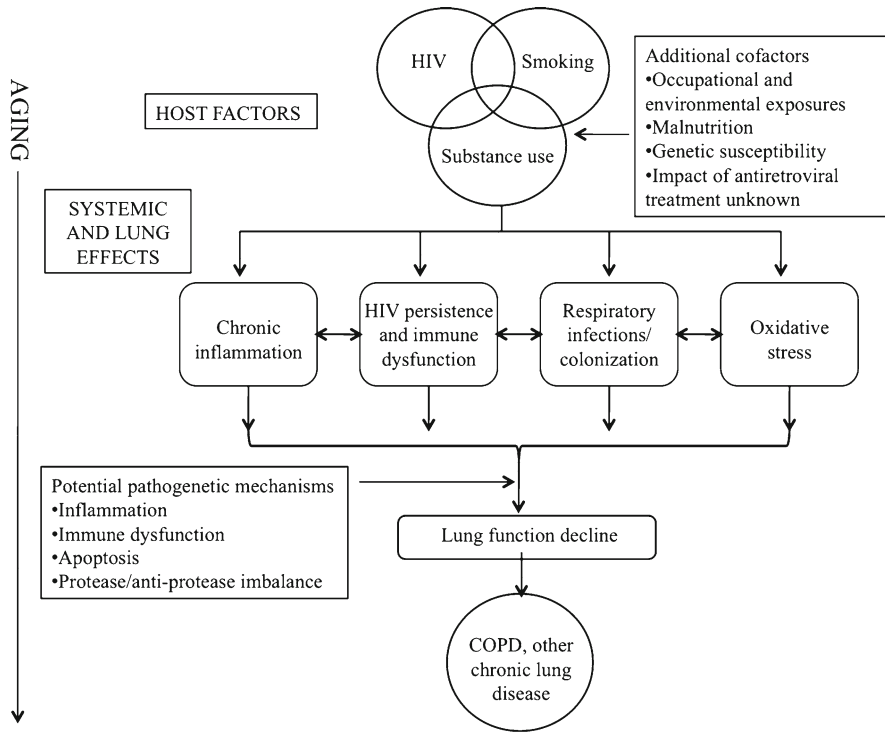 AGING
HOST FACTORS
HIV
Smoking
Substance use
Additional cofactors
•Occupational and
environmental exposures
•Malnutrition
•Genetic susceptibility
•Impact of antiretroviral
treatment unknown
SYSTEMIC
AND LUNG
EFFECTS
Chronic
inflammation
HIV persistence
and immune
dysfunction
Respiratory
infections/
colonization
Oxidative
stress
Potential pathogenetic mechanisms
•Inflammation
•Immune dysfunction
•Apoptosis
•Protease/anti-protease imbalance
Lung function decline
COPD, other
chronic lung
disease